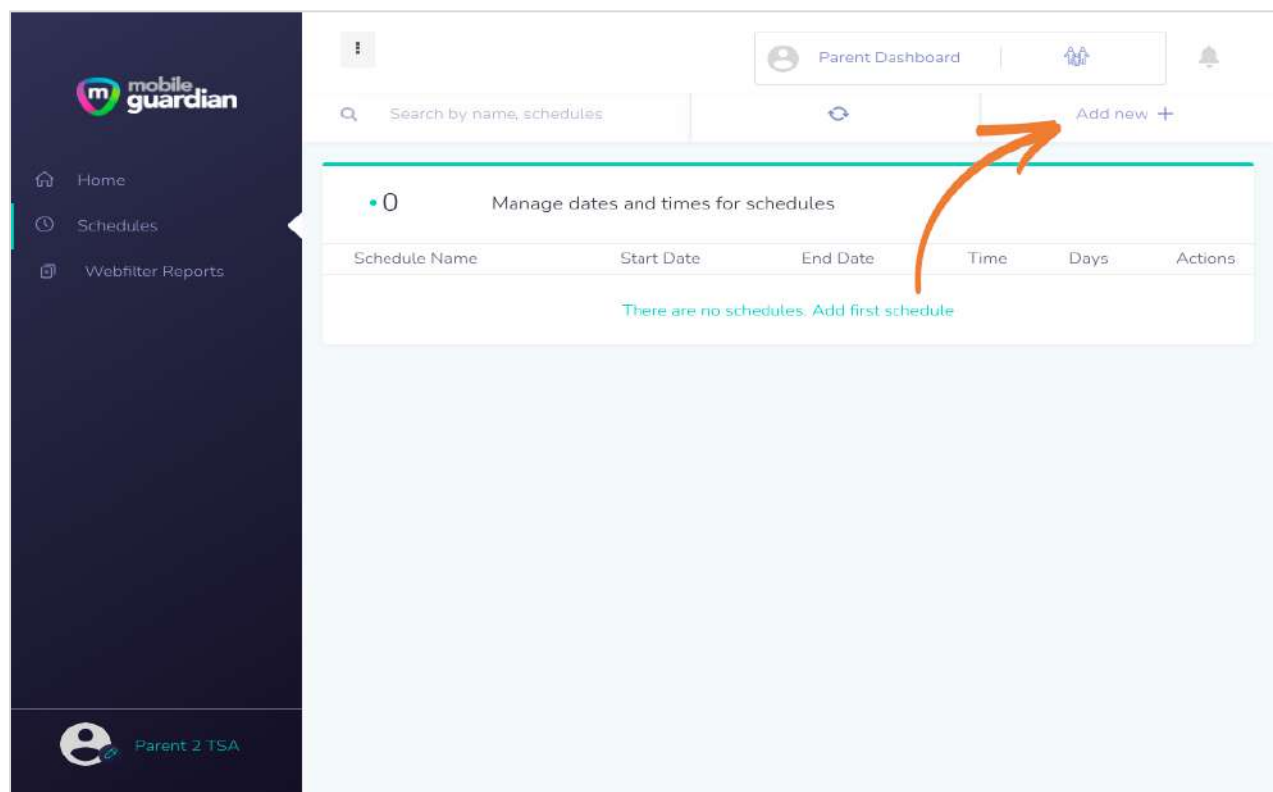 mobile
guardian
Home
Schedules
Webfilter Reports
Parent 2 TSA
Parent Dashboard
Search by name, schedules
Add new +
0
Manage dates and times for schedules
Schedule Name Start Date End Date Time Days Actions
There are no schedules. Add first schedule